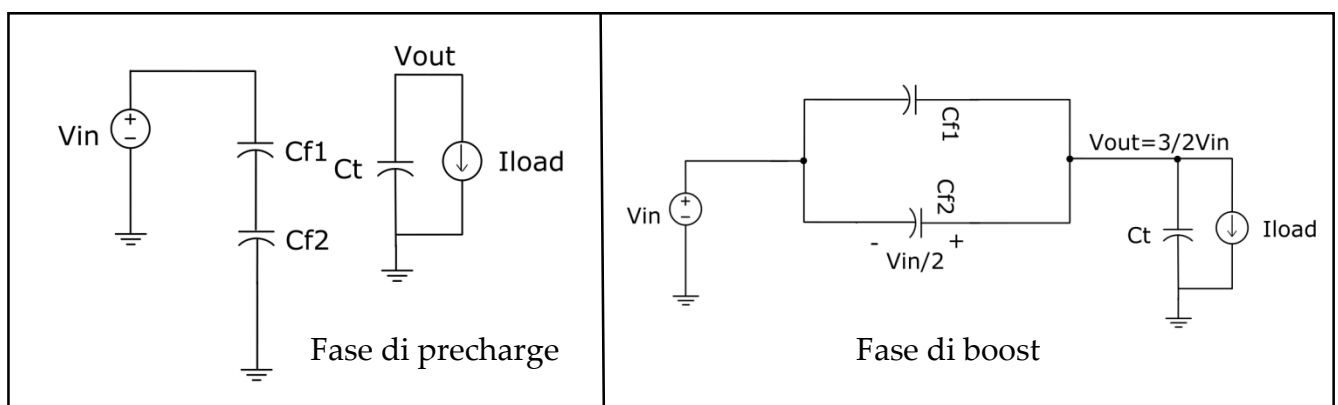 Vout
Vin
+
−
Cf1
Ct
Iload
Cf2
Fase di precharge
Cf1
Vout=3/2Vin
Cf2
Vin
+
−
- +
Vin/2
Ct
Iload
Fase di boost